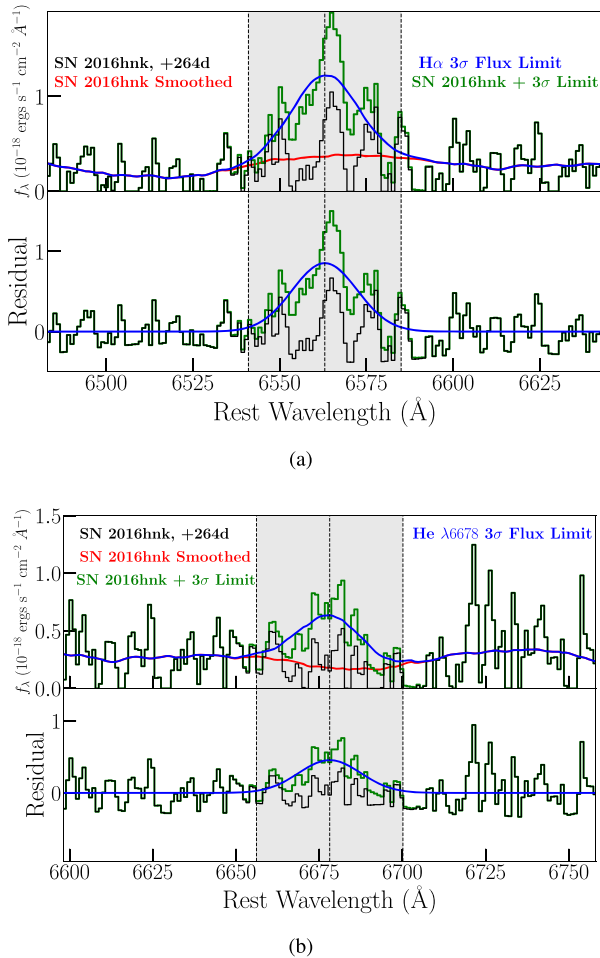 SN 2016hnk, +264d
Hα 3σ Flux Limit
SN 2016hnk Smoothed
SN 2016hnk + 3σ Limit
f_λ (10⁻¹⁸ ergs s⁻¹ cm⁻² Å⁻¹)
1
0
Residual
1
0
6500 6525 6550 6575 6600 6625
Rest Wavelength (Å)
(a)
1.5
SN 2016hnk, +264d
He λ6678 3σ Flux Limit
SN 2016hnk Smoothed
SN 2016hnk + 3σ Limit
f_λ (10⁻¹⁸ ergs s⁻¹ cm⁻² Å⁻¹)
1.0
0.5
0.0
Residual
1
0
6600 6625 6650 6675 6700 6725 6750
Rest Wavelength (Å)
(b)